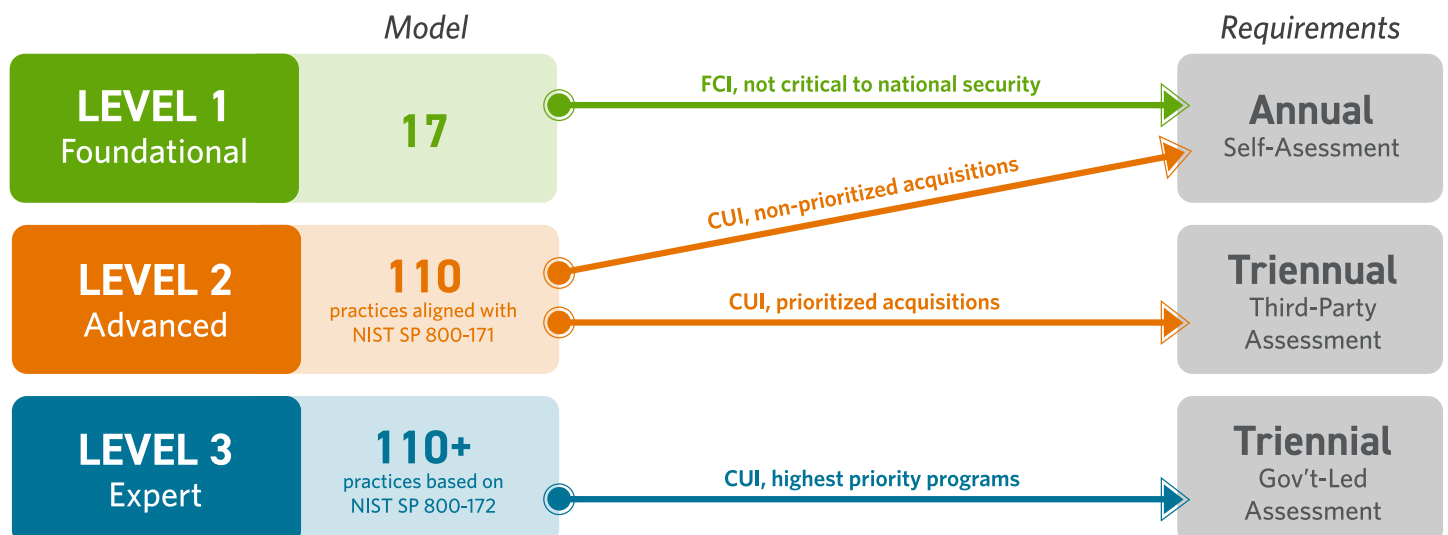 Model
Requirements
LEVEL 1
Foundational
17
FCI, not critical to national security
Annual
Self-Asessment
CUI, non-prioritized acquisitions
LEVEL 2
Advanced
110
practices aligned with
NIST SP 800-171
CUI, prioritized acquisitions
Triennual
Third-Party
Assessment
LEVEL 3
Expert
110+
practices based on
NIST SP 800-172
CUI, highest priority programs
Triennial
Gov't-Led
Assessment